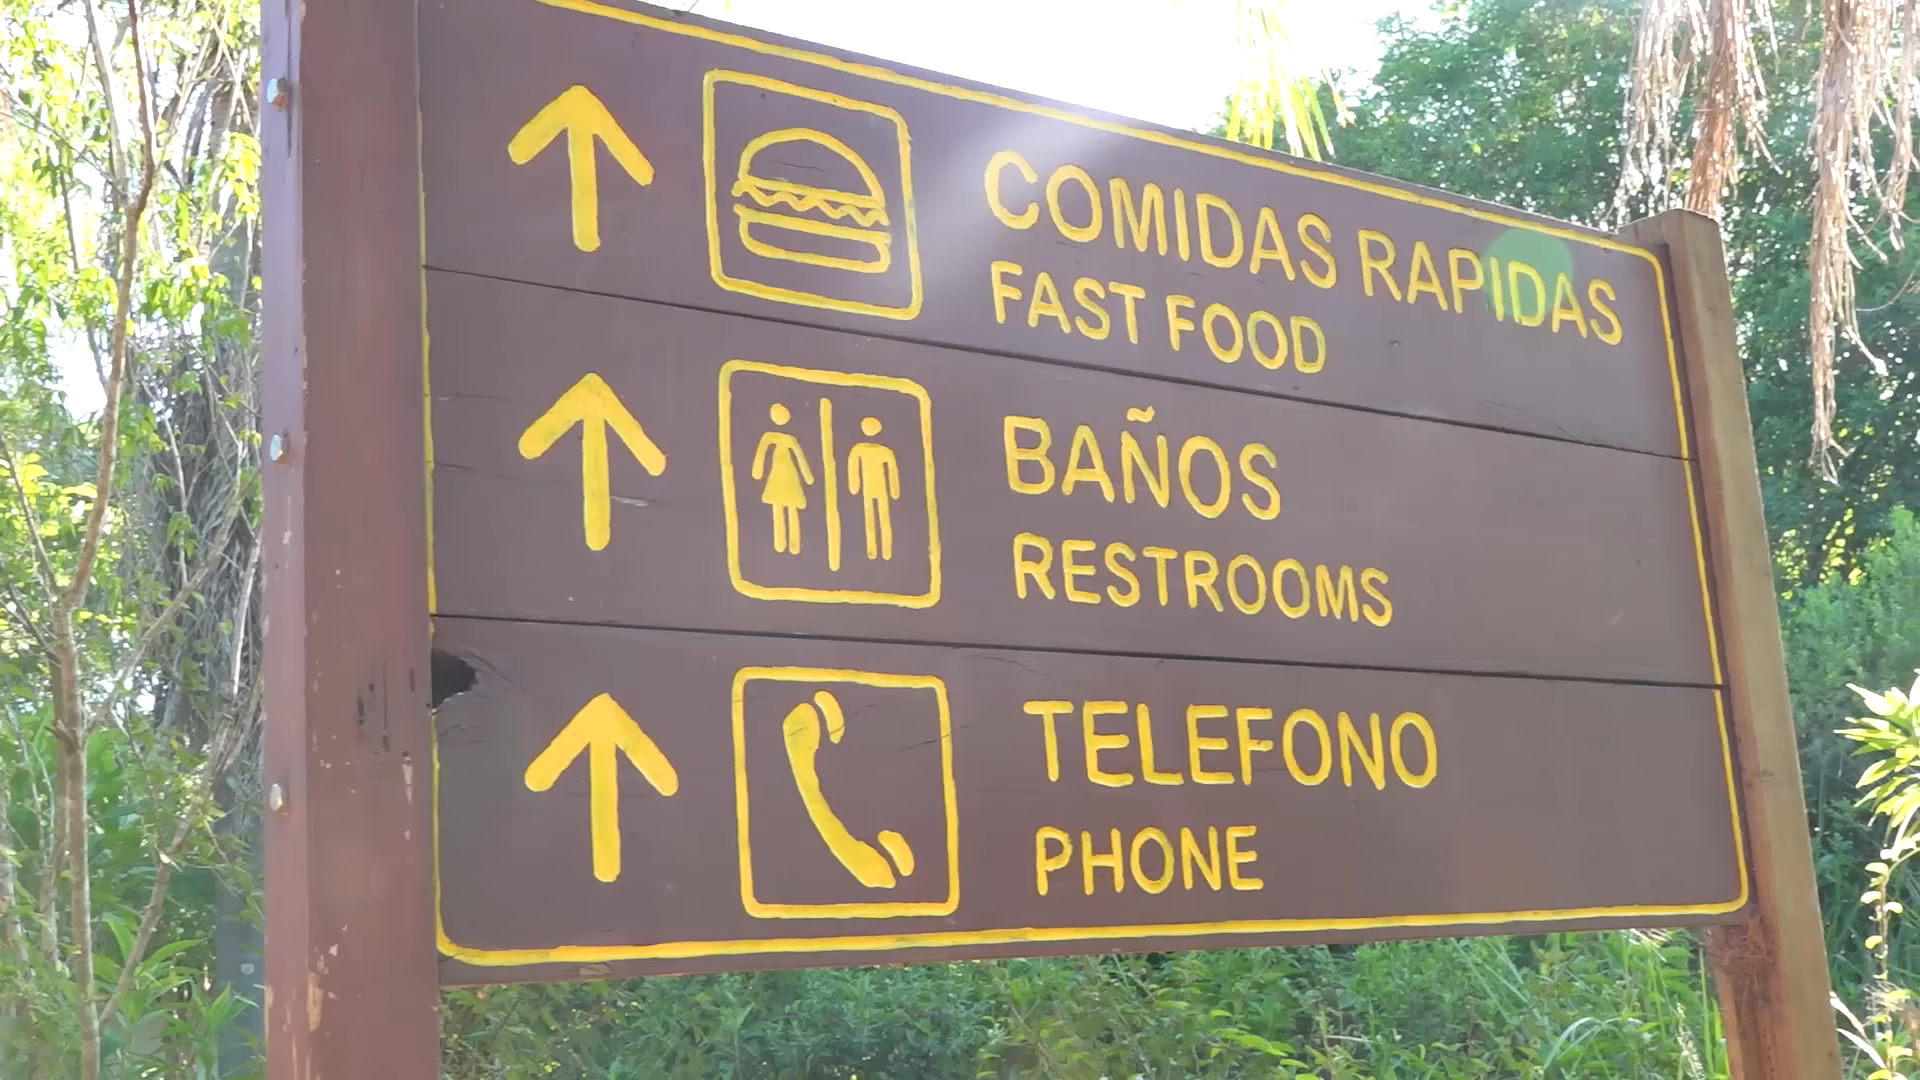 COMIDAS RAPIDAS
FAST FOOD
BAÑOS
RESTROOMS
TELEFONO
PHONE